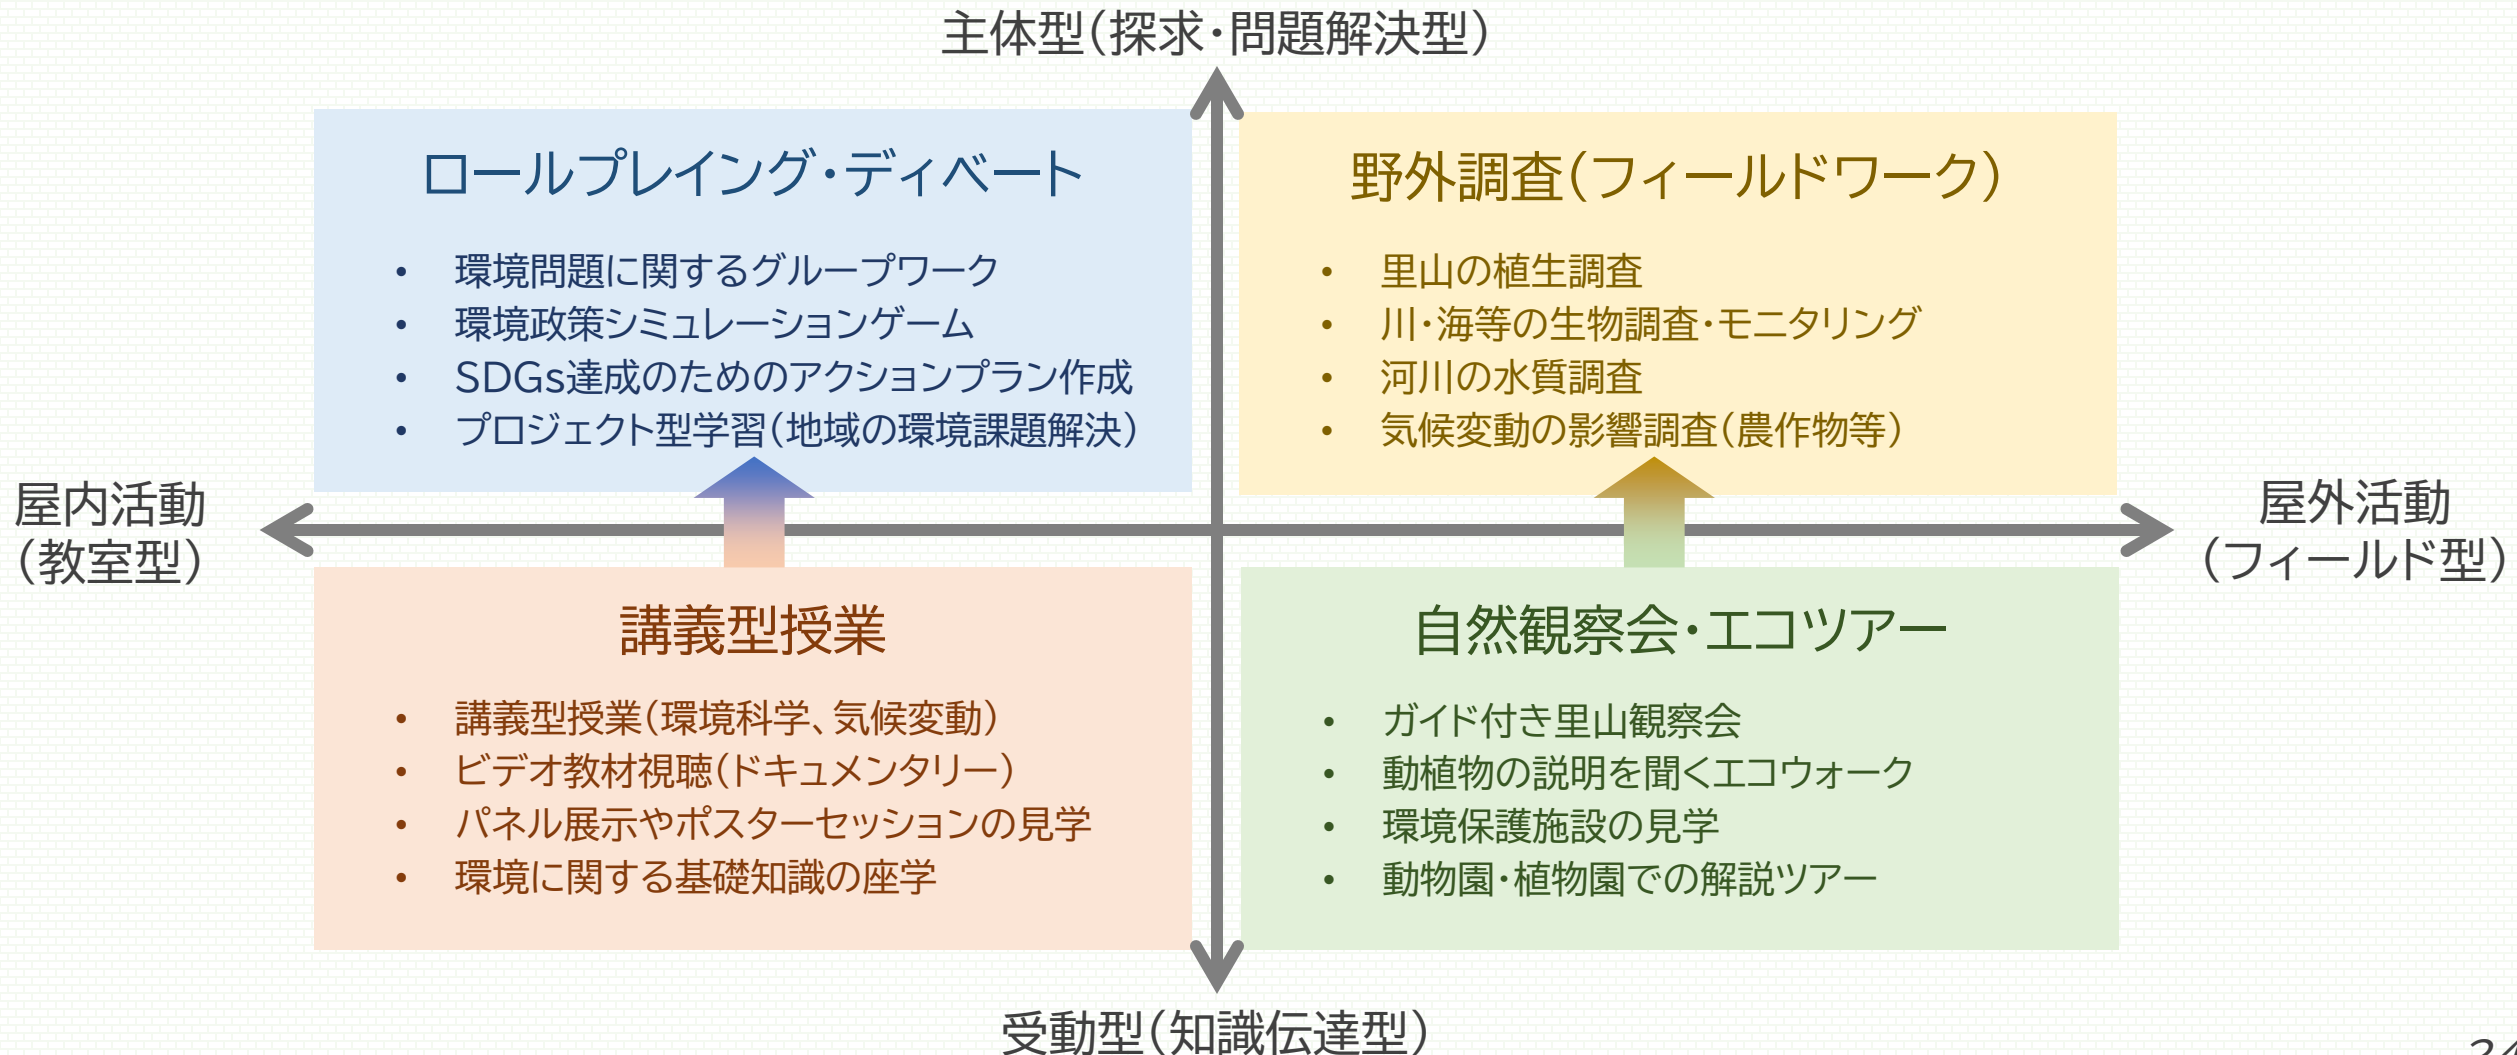 主体型（探求・問題解決型）
ロールプレイング・ディベート
• 環境問題に関するグループワーク
• 環境政策シミュレーションゲーム
• SDGs達成のためのアクションプラン作成
• プロジェクト型学習（地域の環境課題解決）
野外調査（フィールドワーク）
• 里山の植生調査
• 川・海等の生物調査・モニタリング
• 河川の水質調査
• 気候変動の影響調査（農作物等）
屋内活動
（教室型）
屋外活動
（フィールド型）
講義型授業
• 講義型授業（環境科学、気候変動）
• ビデオ教材視聴（ドキュメンタリー）
• パネル展示やポスターセッションの見学
• 環境に関する基礎知識の座学
自然観察会・エコツアー
• ガイド付き里山観察会
• 動植物の説明を聞くエコウォーク
• 環境保護施設の見学
• 動物園・植物園での解説ツアー
受動型（知識伝達型）